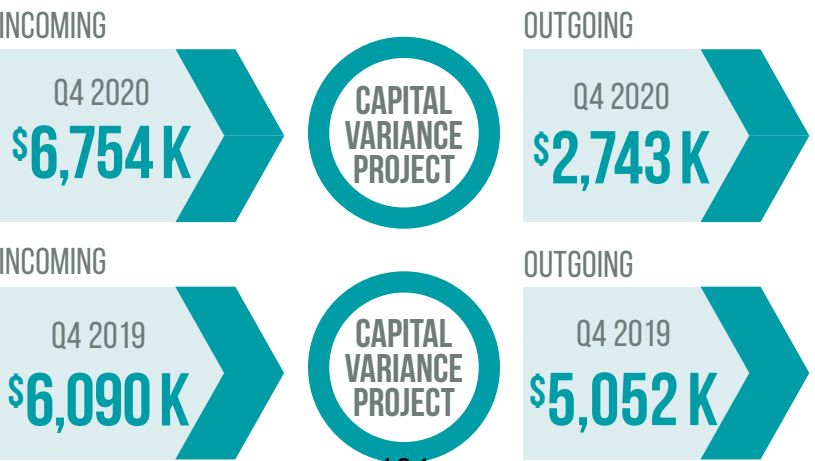 INCOMING
Q4 2020
$6,754 K
CAPITAL
VARIANCE
PROJECT
OUTGOING
Q4 2020
$2,743 K
INCOMING
Q4 2019
$6,090 K
CAPITAL
VARIANCE
PROJECT
OUTGOING
Q4 2019
$5,052 K